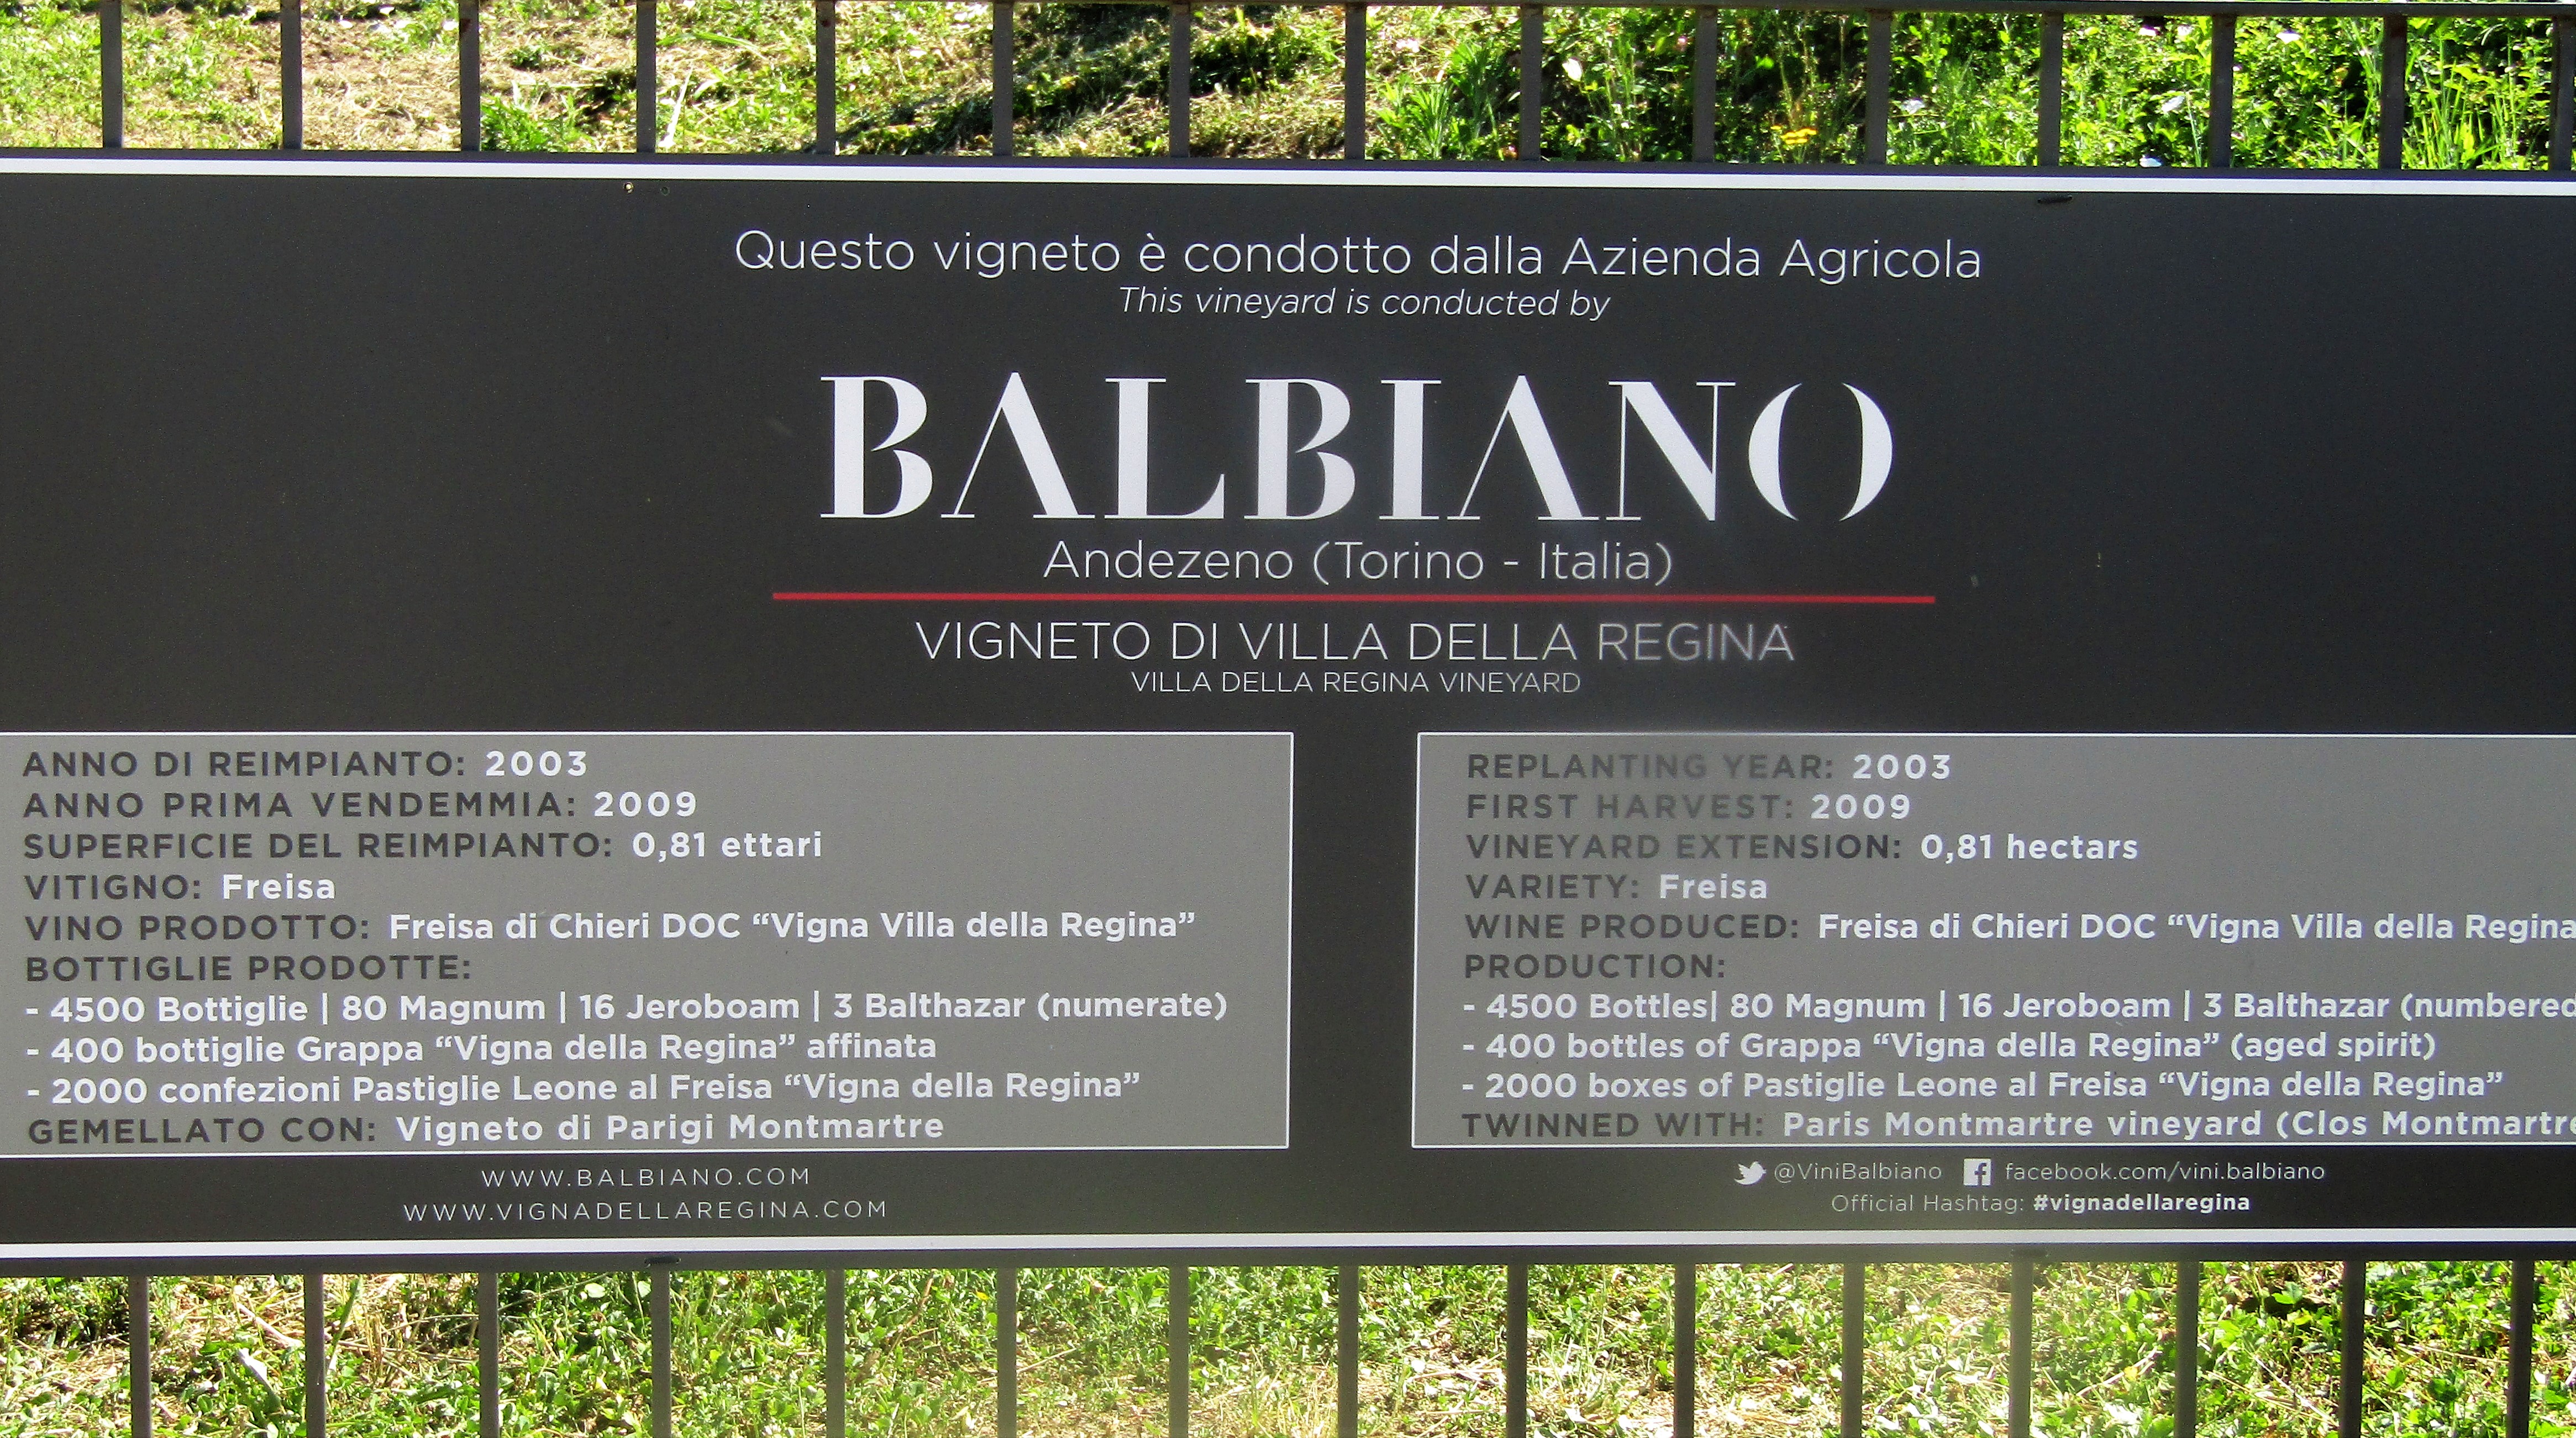 Questo vigneto è condotto dalla Azienda Agricola
This vineyard is conducted by
BALBIANO
Andezeno (Torino - Italia)
VIGNETO DI VILLA DELLA REGINA
VILLA DELLA REGINA VINEYARD
ANNO DI REIMPIANTO: 2003
ANNO PRIMA VENDEMMIA: 2009
SUPERFICIE DEL REIMPIANTO: 0,81 ettari
VITIGNO: Freisa
VINO PRODOTTO: Freisa di Chieri DOC “Vigna Villa della Regina”
BOTTIGLIE PRODOTTE:
- 4500 Bottiglie | 80 Magnum | 16 Jeroboam | 3 Balthazar (numerate)
- 400 bottiglie Grappa “Vigna della Regina” affinata
- 2000 confezioni Pastiglie Leone al Freisa “Vigna della Regina”
GEMELLATO CON: Vigneto di Parigi Montmartre
WWW.BALBIANO.COM
WWW.VIGNADELLAREGINA.COM
REPLANTING YEAR: 2003
FIRST HARVEST: 2009
VINEYARD EXTENSION: 0,81 hectars
VARIETY: Freisa
WINE PRODUCED: Freisa di Chieri DOC “Vigna Villa della Regina
PRODUCTION:
- 4500 Bottles| 80 Magnum | 16 Jeroboam | 3 Balthazar (numbered
- 400 bottles of Grappa “Vigna della Regina” (aged spirit)
- 2000 boxes of Pastiglie Leone al Freisa “Vigna della Regina”
TWINNED WITH: Paris Montmartre vineyard (Clos Montmartre
@ViniBalbiano facebook.com/vini.balbiano
Official Hashtag: #vignadellaregina